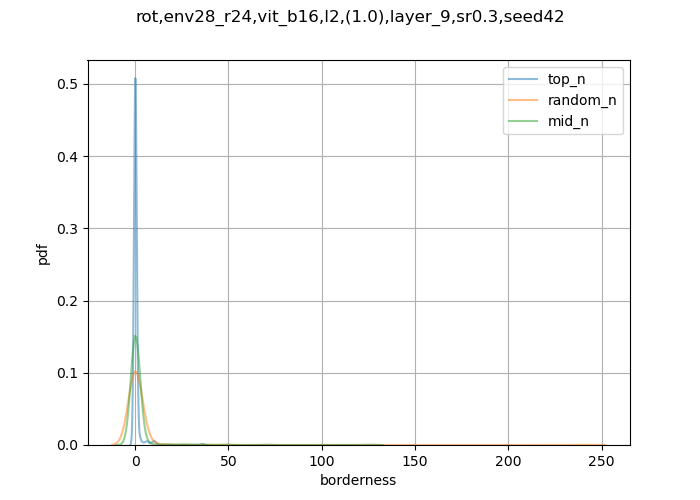 rot,env28_r24,vit_b16,l2,(1.0),layer_9,sr0.3,seed42
top_n
random_n
mid_n
0.5
0.4
0.3
0.2
0.1
0.0
pdf
0
50
100
150
200
250
borderness